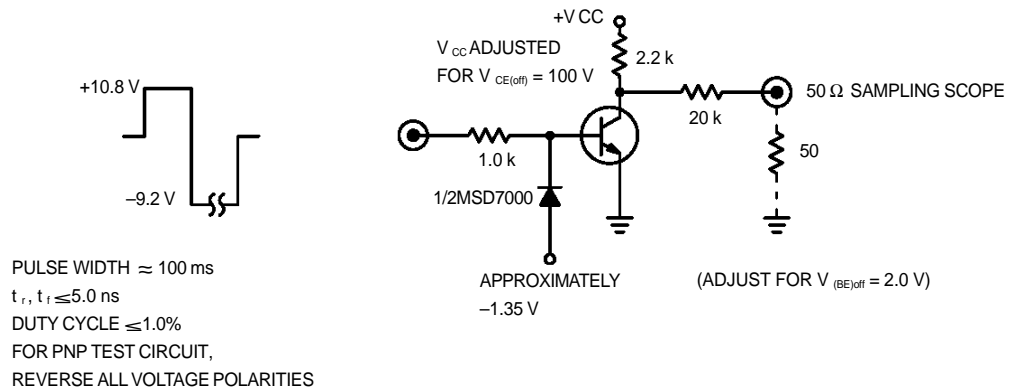 +V CC
V CC ADJUSTED
FOR V CE(off) = 100 V
2.2 k
+10.8 V
50 Ω SAMPLING SCOPE
20 k
1.0 k
50
–9.2 V
1/2MSD7000
PULSE WIDTH ≈ 100 ms
t r, t f ≤5.0 ns
DUTY CYCLE ≤1.0%
FOR PNP TEST CIRCUIT,
REVERSE ALL VOLTAGE POLARITIES
APPROXIMATELY
–1.35 V
(ADJUST FOR V (BE)off = 2.0 V)